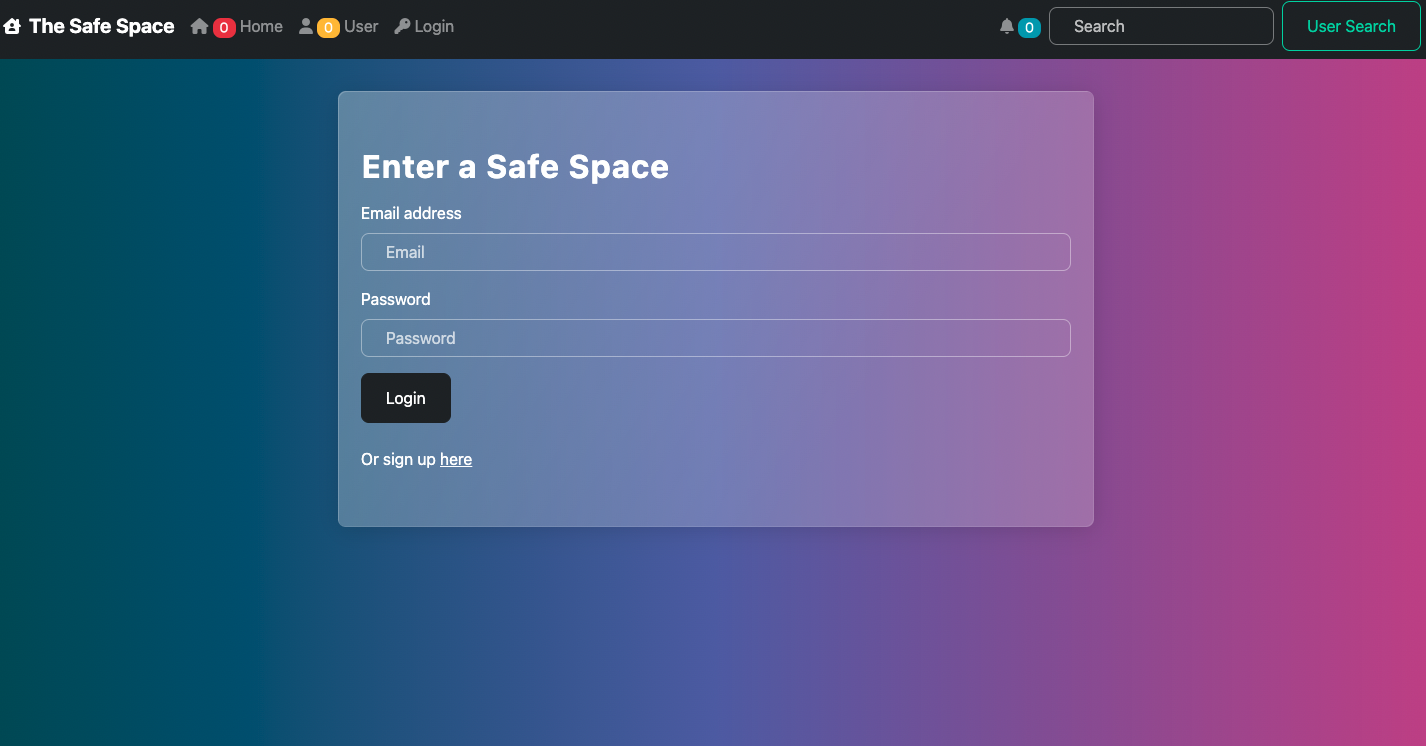 The Safe Space 0 Home 0 User Login 0 Search User Search
Enter a Safe Space
Email address
Email
Password
Password
Login
Or sign up here